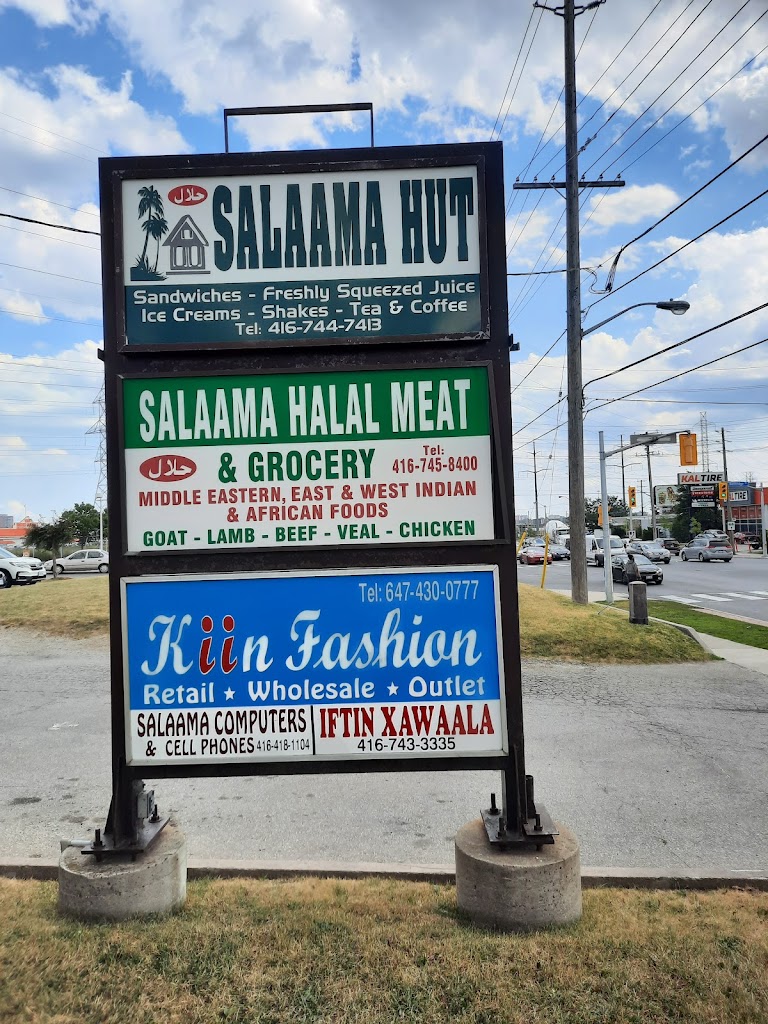 حلال
SALAAMA HUT
Sandwiches - Freshly Squeezed Juice
Ice Creams - Shakes - Tea & Coffee
Tel: 416-744-7413
SALAAMA HALAL MEAT
حلال
& GROCERY
Tel:
416-745-8400
MIDDLE EASTERN, EAST & WEST INDIAN
& AFRICAN FOODS
GOAT - LAMB - BEEF - VEAL - CHICKEN
Tel: 647-430-0777
Kiin Fashion
Retail ★ Wholesale ★ Outlet
SALAAMA COMPUTERS
& CELL PHONES 416-418-1104
IFTIN XAWAALA
416-743-3335
KALTIRE
KALTIRE